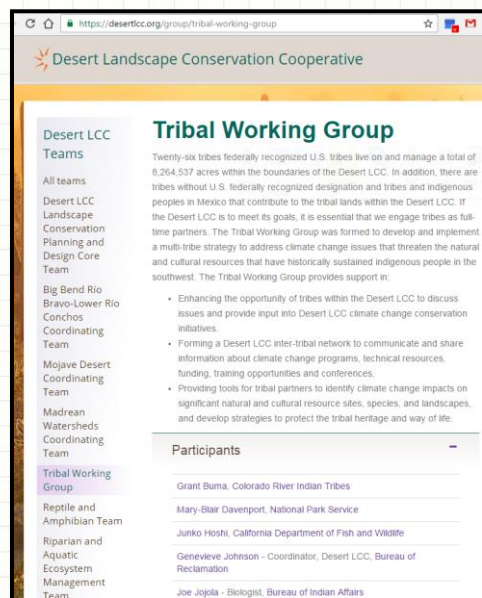 https://desertlcc.org/group/tribal-working-group
Desert Landscape Conservation Cooperative
Desert LCC
Teams
All teams
Desert LCC
Landscape
Conservation
Planning and
Design Core
Team
Big Bend Río
Bravo-Lower Río
Conchos
Coordinating
Team
Mojave Desert
Coordinating
Team
Madrean
Watersheds
Coordinating
Team
Tribal Working
Group
Reptile and
Amphibian Team
Riparian and
Aquatic
Ecosystem
Management
Team
Tribal Working Group
Twenty-six tribes federally recognized U.S. tribes live on and manage a total of
8,264,537 acres within the boundaries of the Desert LCC. In addition, there are
tribes without U.S. federally recognized designation and tribes and indigenous
peoples in Mexico that contribute to the tribal lands within the Desert LCC. If
the Desert LCC is to meet its goals, it is essential that we engage tribes as full-
time partners. The Tribal Working Group was formed to develop and implement
a multi-tribe strategy to address climate change issues that threaten the natural
and cultural resources that have historically sustained indigenous people in the
southwest. The Tribal Working Group provides support in:
• Enhancing the opportunity of tribes within the Desert LCC to discuss
issues and provide input into Desert LCC climate change conservation
initiatives.
• Forming a Desert LCC inter-tribal network to communicate and share
information about climate change programs, technical resources,
funding, training opportunities and conferences.
• Providing tools for tribal partners to identify climate change impacts on
significant natural and cultural resource sites, species, and landscapes,
and develop strategies to protect the tribal heritage and way of life.
Participants
Grant Buma, Colorado River Indian Tribes
Mary-Blair Davenport, National Park Service
Junko Hoshi, California Department of Fish and Wildlife
Genevieve Johnson - Coordinator, Desert LCC, Bureau of
Reclamation
Joe Jojola - Biologist, Bureau of Indian Affairs